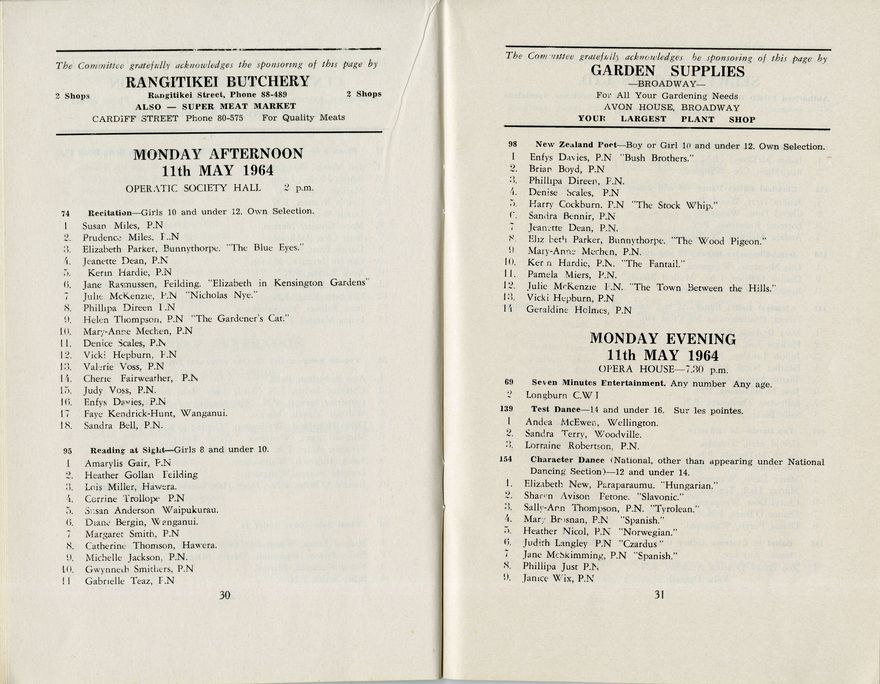 The Committee gratefully acknowledges the sponsoring of this page by
RANGITIKEI BUTCHERY
2 Shops Rangitikei Street, Phone 88-489 2 Shops
ALSO — SUPER MEAT MARKET
CARDIFF STREET Phone 80-575 For Quality Meats
MONDAY AFTERNOON
11th MAY 1964
OPERATIC SOCIETY HALL 2 p.m.
74 Recitation—Girls 10 and under 12. Own Selection.
1 Susan Miles, P.N
2. Prudence Miles. P.N
3. Elizabeth Parker, Bunnythorpe. "The Blue Eyes."
4. Jeanette Dean, P.N
5. Kerin Hardie, P.N
6. Jane Rasmussen, Feilding. "Elizabeth in Kensington Gardens"
7 Julie McKenzie, P.N "Nicholas Nye."
8. Phillipa Direen P.N
9. Helen Thompson, P.N "The Gardener's Cat."
10. Mary-Anne Mechen, P.N
11. Denice Scales, P.N
12. Vicki Hepburn, P.N
13. Valerie Voss, P.N
14. Cherie Fairweather, P.N
15. Judy Voss, P.N.
16. Enfys Davies, P.N
17 Faye Kendrick-Hunt, Wanganui.
18. Sandra Bell, P.N.
95 Reading at Sight—Girls 8 and under 10.
1 Amarylis Gair, P.N
2. Heather Gollan Feilding
3. Lois Miller, Hawera.
4. Corrine Trollope P.N
5. Susan Anderson Waipukurau.
6. Diane Bergin, Wanganui.
7 Margaret Smith, P.N
8. Catherine Thomson, Hawera.
9. Michelle Jackson, P.N.
10. Gwynneth Smithers, P.N
11 Gabrielle Teaz, P.N
30
The Committee gratefully acknowledges he sponsoring of this page by
GARDEN SUPPLIES
—BROADWAY—
For All Your Gardening Needs
AVON HOUSE, BROADWAY
YOUR LARGEST PLANT SHOP
98 New Zealand Poet—Boy or Girl 10 and under 12. Own Selection.
1 Enfys Davies, P.N "Bush Brothers."
2. Brian Boyd, P.N
3. Phillipa Direen, P.N.
4. Denise Scales, P.N
5. Harry Cockburn, P.N "The Stock Whip."
6. Sandra Bennir, P.N
7 Jeanette Dean, P.N.
8. Elizabeth Parker, Bunnythorpe. "The Wood Pigeon."
9 Mary-Anne Mechen, P.N.
10. Kerin Hardie, P.N. "The Fantail."
11. Pamela Miers, P.N.
12. Julie McKenzie P.N. "The Town Between the Hills."
13. Vicki Hepburn, P.N
14 Geraldine Holmes, P.N
MONDAY EVENING
11th MAY 1964
OPERA HOUSE—7.30 p.m.
69 Seven Minutes Entertainment. Any number Any age.
2 Longburn C.W I
139 Test Dance—14 and under 16. Sur les pointes.
1 Andea McEwen, Wellington.
2. Sandra Terry, Woodville.
3. Lorraine Robertson, P.N.
154 Character Dance (National, other than appearing under National
Dancing Section)—12 and under 14.
1. Elizabeth New, Paraparaumu. "Hungarian."
2. Sharon Avison Petone. "Slavonic."
3. Sally-Ann Thompson, P.N. "Tyrolean."
4. Mary Brosnan, P.N "Spanish."
5. Heather Nicol, P.N "Norwegian."
6. Judith Langley P.N "Czardus"
7 Jane McSkimming, P.N "Spanish."
8. Phillipa Just P.N
9. Janice Wix, P.N
31